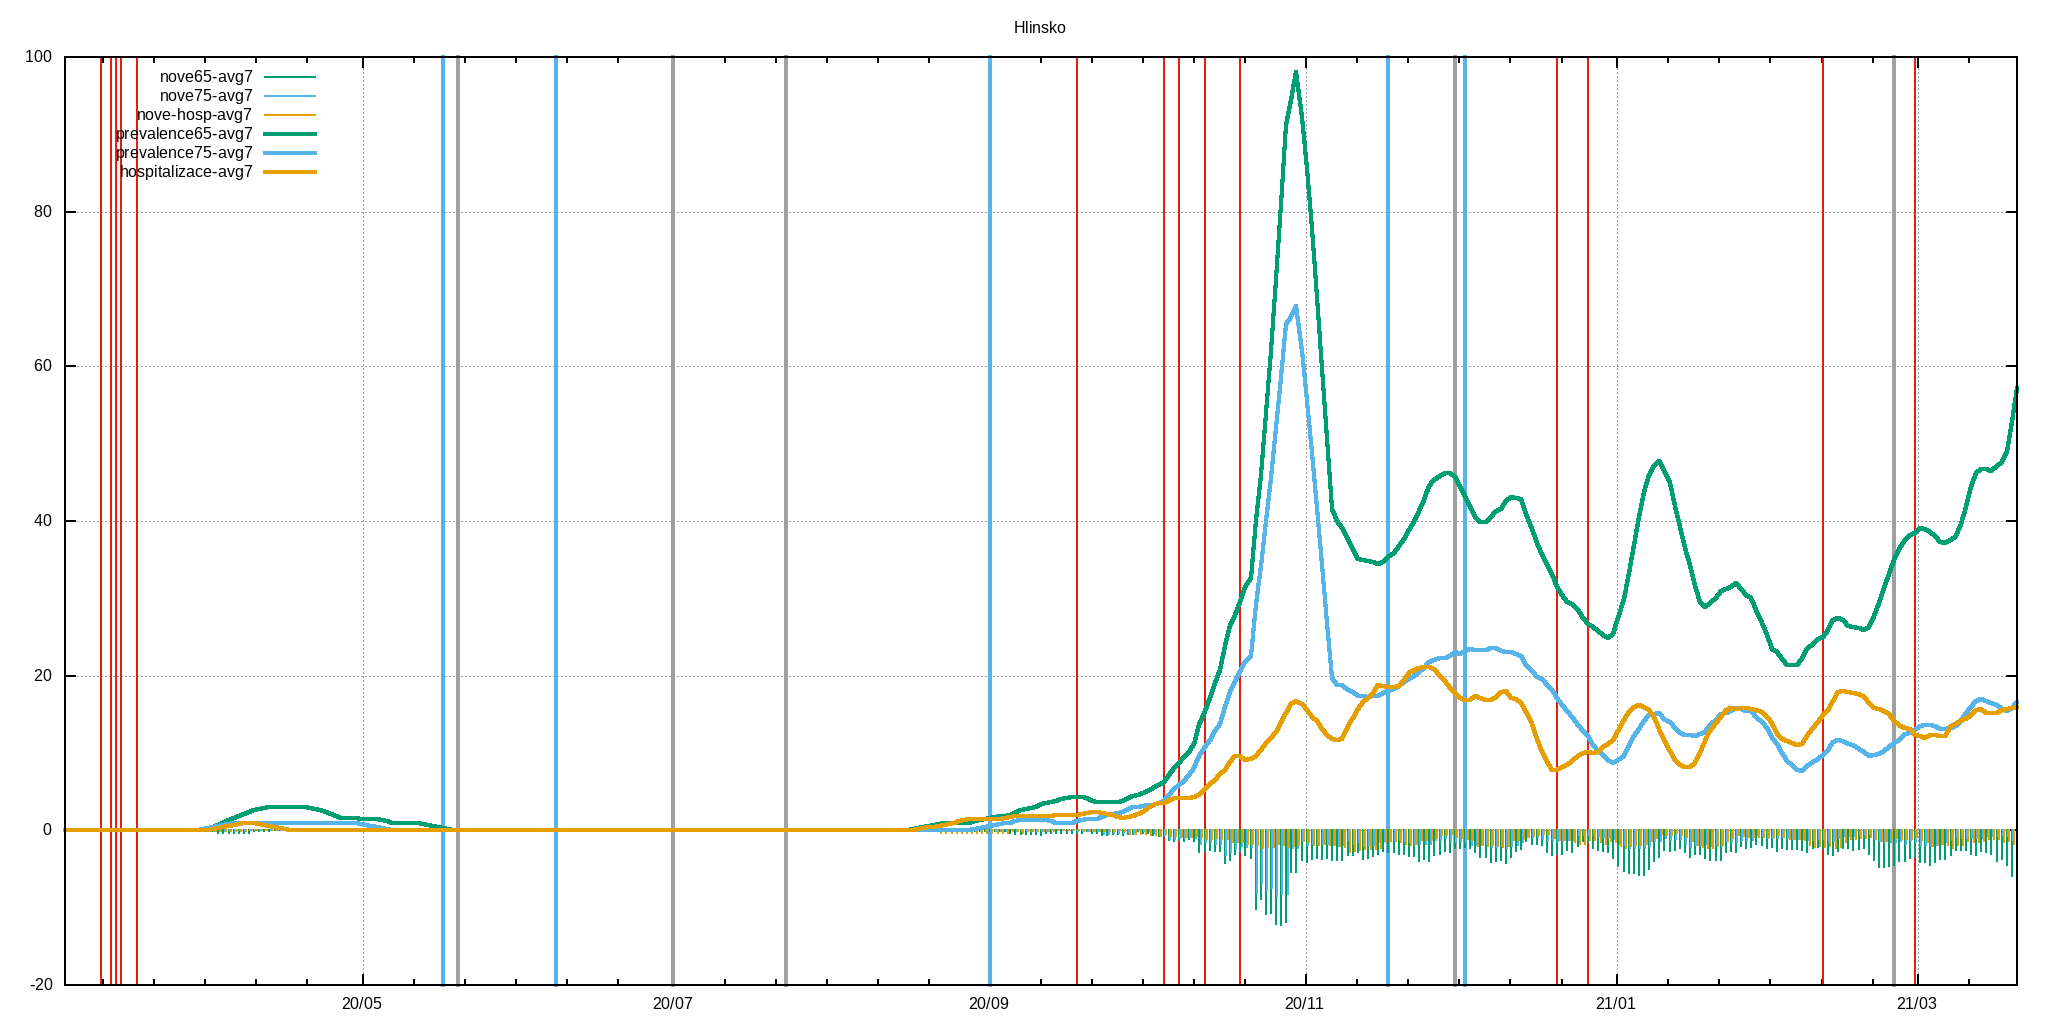 Hlinsko
100
80
60
40
20
0
-20
nove65-avg7
nove75-avg7
nove-hosp-avg7
prevalence65-avg7
prevalence75-avg7
hospitalizace-avg7
20/05 20/07 20/09 20/11 21/01 21/03